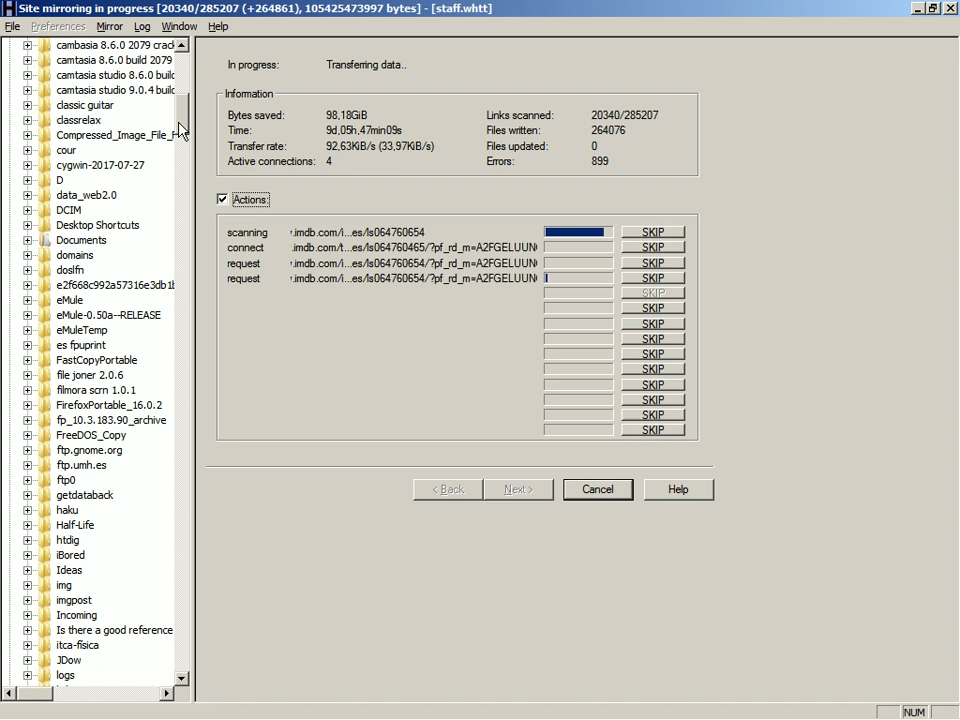 Site mirroring in progress [20340/285207 (+264861), 105425473997 bytes] - [staff.whtt]
File Preferences Mirror Log Window Help
cambasia 8.6.0 2079 crack
camtasia 8.6.0 build 2079
camtasia studio 8.6.0 build
camtasia studio 9.0.4 build
classic guitar
classrelax
Compressed_Image_File_F
cour
cygwin-2017-07-27
D
data_web2.0
DCIM
Desktop Shortcuts
Documents
domains
doslfn
e2f668c992a57316e3db1b
eMule
eMule-0.50a--RELEASE
eMuleTemp
es fpuprint
FastCopyPortable
file joner 2.0.6
filmora scrn 1.0.1
FirefoxPortable_16.0.2
fp_10.3.183.90_archive
FreeDOS_Copy
ftp.gnome.org
ftp.umh.es
ftp0
getdataback
haku
Half-Life
htdig
iBored
Ideas
img
imgpost
Incoming
Is there a good reference
itca-física
JDow
logs
In progress: Transferring data..
Information
Bytes saved: 98,18GiB Links scanned: 20340/285207
Time: 9d,05h,47min09s Files written: 264076
Transfer rate: 92,63KiB/s (33,97KiB/s) Files updated: 0
Active connections: 4 Errors: 899
Actions:
scanning .imdb.com/i...es/ls064760654 SKIP
connect .imdb.com/t...es/ls064760465/?pf_rd_m=A2FGELUUN SKIP
request .imdb.com/i...es/ls064760654/?pf_rd_m=A2FGELUUN SKIP
request .imdb.com/i...es/ls064760654/?pf_rd_m=A2FGELUUN SKIP
SKIP
SKIP
SKIP
SKIP
SKIP
SKIP
SKIP
SKIP
SKIP
SKIP
< Back Next > Cancel Help
NUM